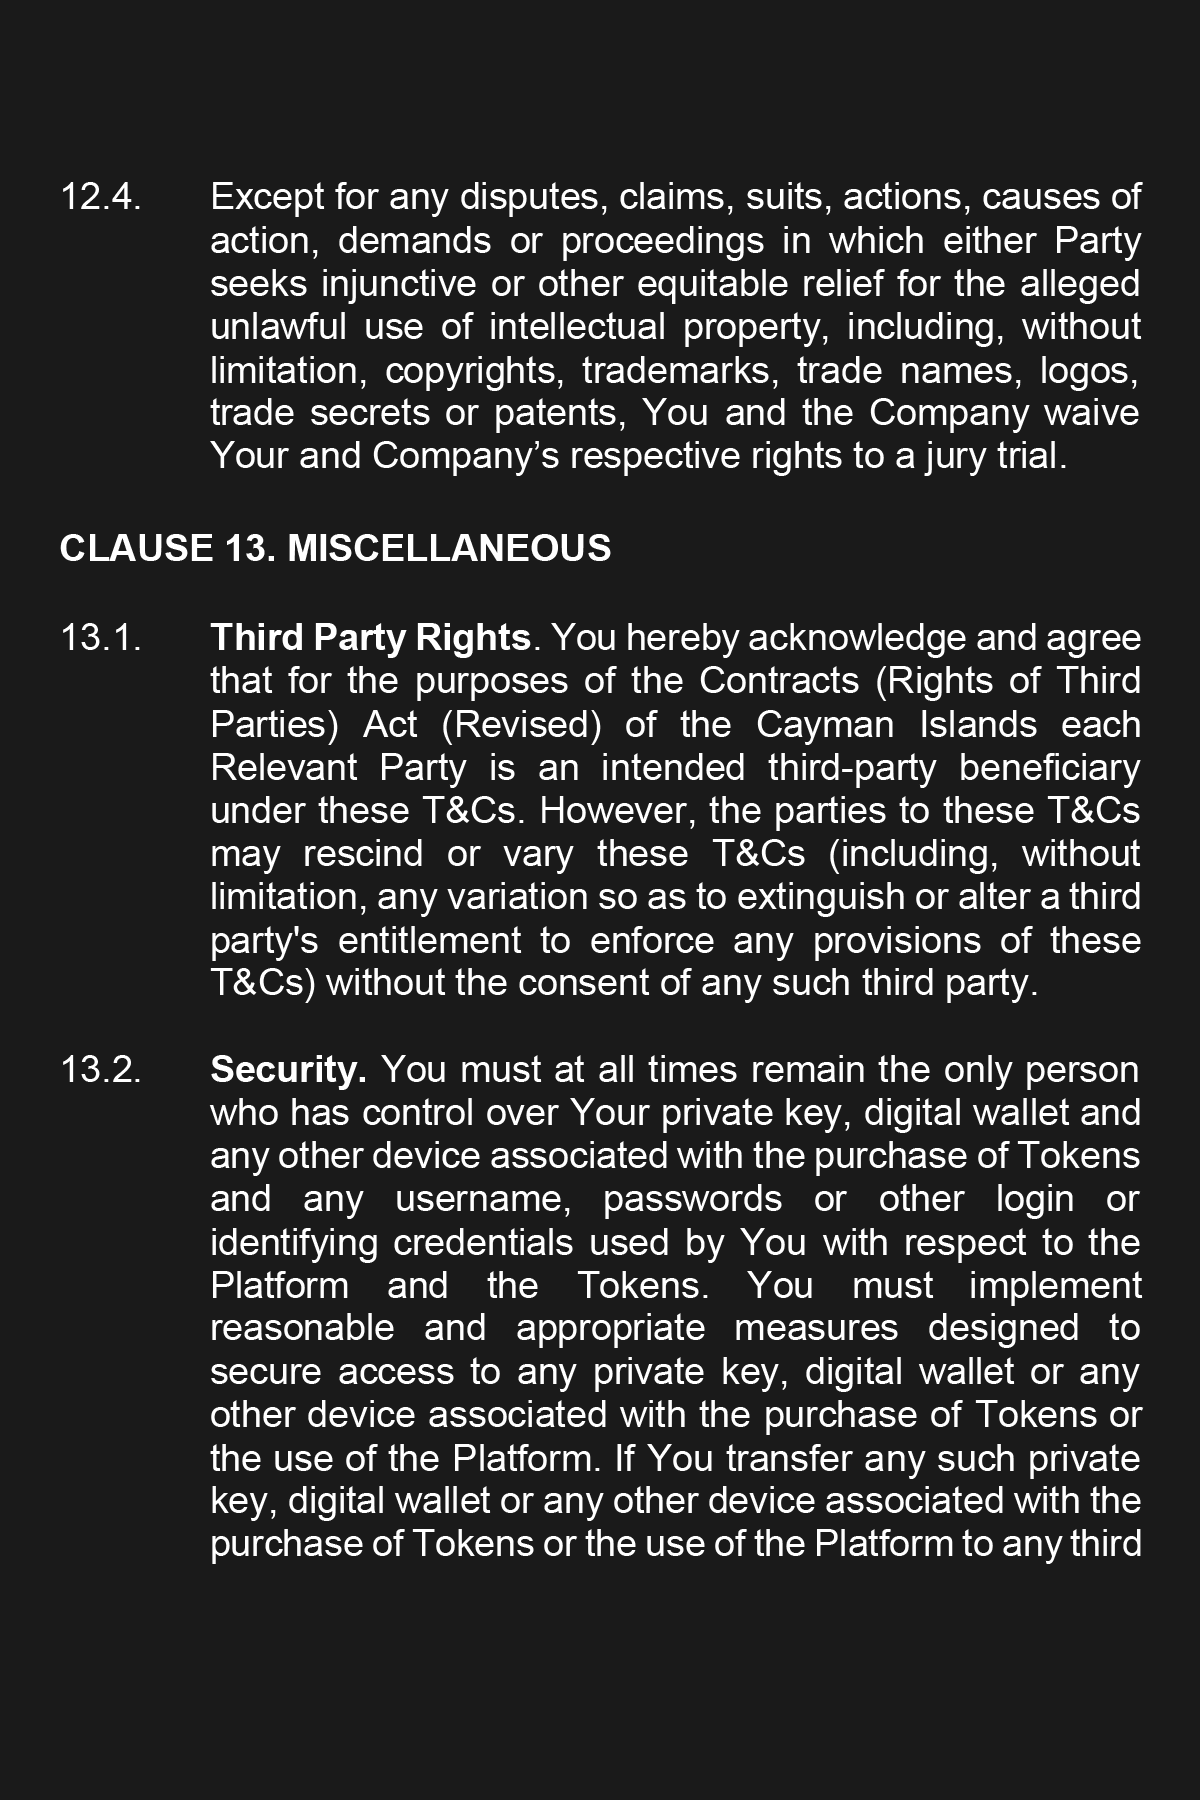 12.4. Except for any disputes, claims, suits, actions, causes of
action, demands or proceedings in which either Party
seeks injunctive or other equitable relief for the alleged
unlawful use of intellectual property, including, without
limitation, copyrights, trademarks, trade names, logos,
trade secrets or patents, You and the Company waive
Your and Company’s respective rights to a jury trial.
CLAUSE 13. MISCELLANEOUS
13.1. Third Party Rights. You hereby acknowledge and agree
that for the purposes of the Contracts (Rights of Third
Parties) Act (Revised) of the Cayman Islands each
Relevant Party is an intended third-party beneficiary
under these T&Cs. However, the parties to these T&Cs
may rescind or vary these T&Cs (including, without
limitation, any variation so as to extinguish or alter a third
party's entitlement to enforce any provisions of these
T&Cs) without the consent of any such third party.
13.2. Security. You must at all times remain the only person
who has control over Your private key, digital wallet and
any other device associated with the purchase of Tokens
and any username, passwords or other login or
identifying credentials used by You with respect to the
Platform and the Tokens. You must implement
reasonable and appropriate measures designed to
secure access to any private key, digital wallet or any
other device associated with the purchase of Tokens or
the use of the Platform. If You transfer any such private
key, digital wallet or any other device associated with the
purchase of Tokens or the use of the Platform to any third